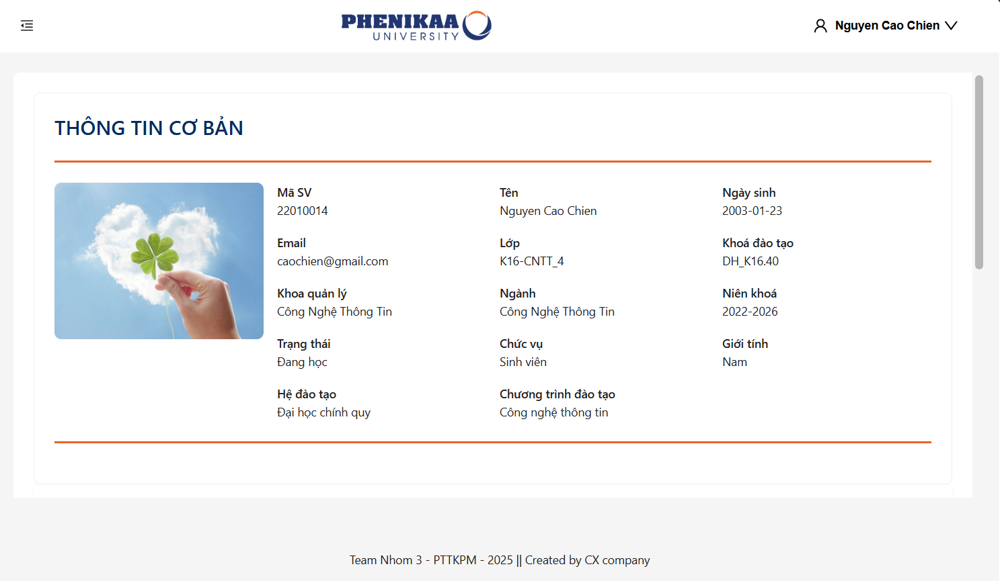 PHENIKAA
UNIVERSITY
Nguyen Cao Chien
THÔNG TIN CƠ BẢN
Mã SV
22010014
Tên
Nguyen Cao Chien
Ngày sinh
2003-01-23
Email
caochien@gmail.com
Lớp
K16-CNTT_4
Khoá đào tạo
DH_K16.40
Khoa quản lý
Công Nghệ Thông Tin
Ngành
Công Nghệ Thông Tin
Niên khoá
2022-2026
Trạng thái
Đang học
Chức vụ
Sinh viên
Giới tính
Nam
Hệ đào tạo
Đại học chính quy
Chương trình đào tạo
Công nghệ thông tin
Team Nhom 3 - PTTKPM - 2025 || Created by CX company